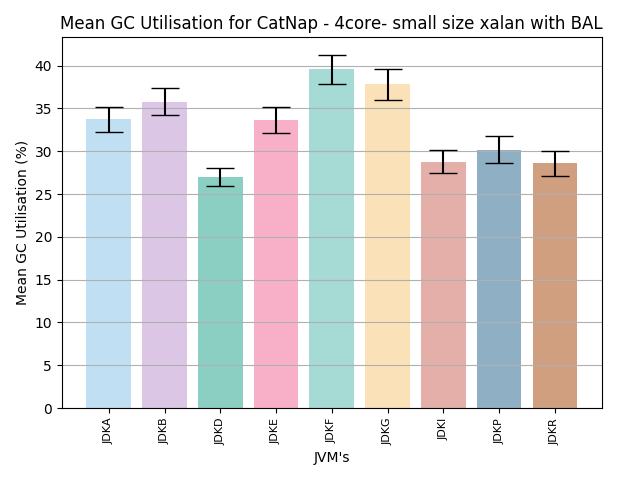 Mean GC Utilisation for CatNap - 4core- small size xalan with BAL
Mean GC Utilisation (%)
40
35
30
25
20
15
10
5
0
JDKA
JDKB
JDKD
JDKE
JDKF
JDKG
JDKI
JDKP
JDKR
JVM's